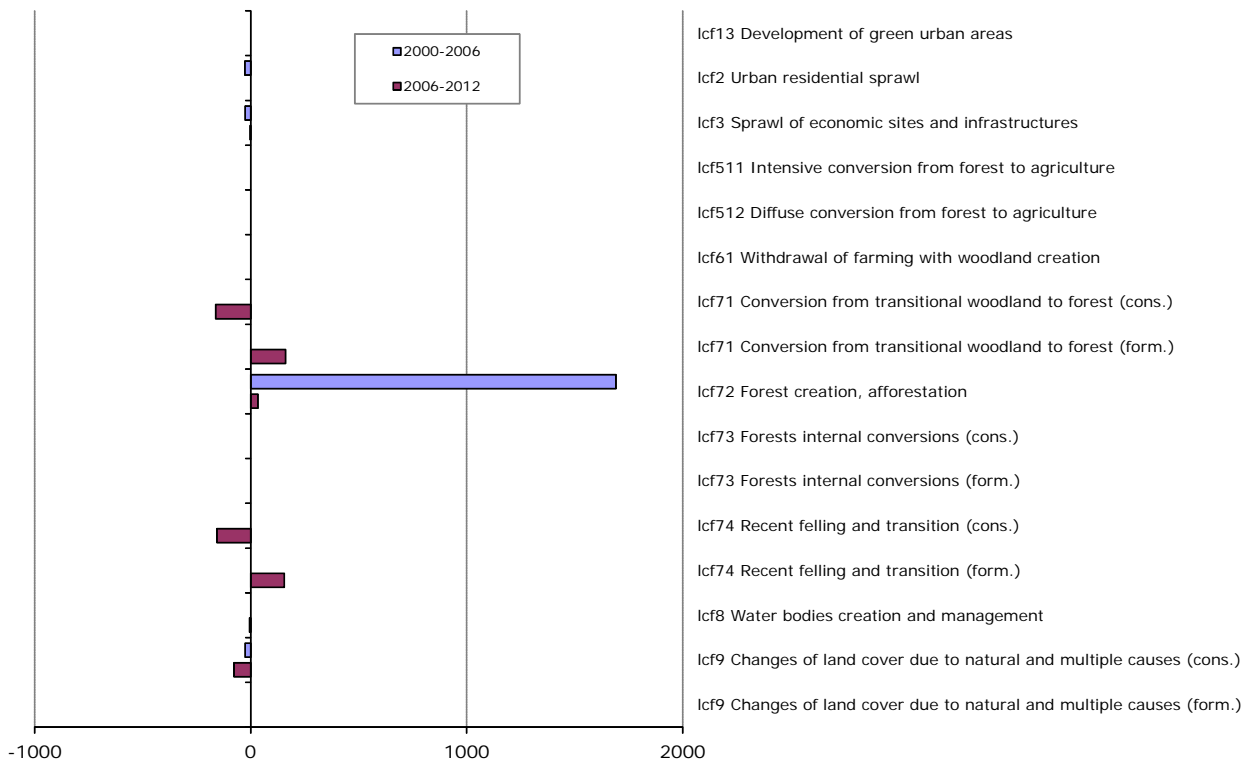 2000-2006
2006-2012
lcf13 Development of green urban areas
lcf2 Urban residential sprawl
lcf3 Sprawl of economic sites and infrastructures
lcf511 Intensive conversion from forest to agriculture
lcf512 Diffuse conversion from forest to agriculture
lcf61 Withdrawal of farming with woodland creation
lcf71 Conversion from transitional woodland to forest (cons.)
lcf71 Conversion from transitional woodland to forest (form.)
lcf72 Forest creation, afforestation
lcf73 Forests internal conversions (cons.)
lcf73 Forests internal conversions (form.)
lcf74 Recent felling and transition (cons.)
lcf74 Recent felling and transition (form.)
lcf8 Water bodies creation and management
lcf9 Changes of land cover due to natural and multiple causes (cons.)
lcf9 Changes of land cover due to natural and multiple causes (form.)
-1000 0 1000 2000